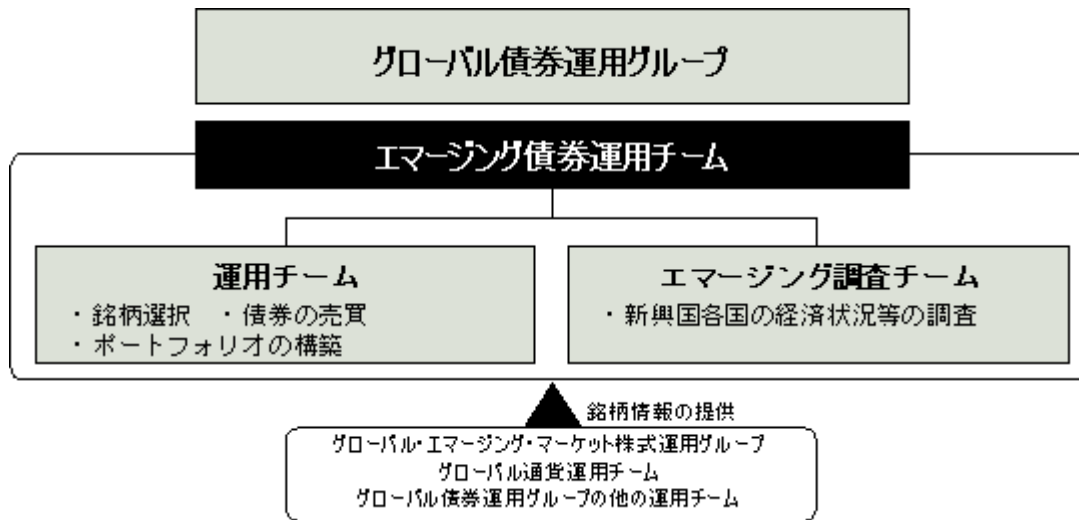 グローバル債券運用グループ
エマージング債券運用チーム
運用チーム
・銘柄選択　・債券の売買
・ポートフォリオの構築
エマージング調査チーム
・新興国各国の経済状況等の調査
銘柄情報の提供
グローバル・エマージング・マーケット株式運用グループ
グローバル通貨運用チーム
グローバル債券運用グループの他の運用チーム